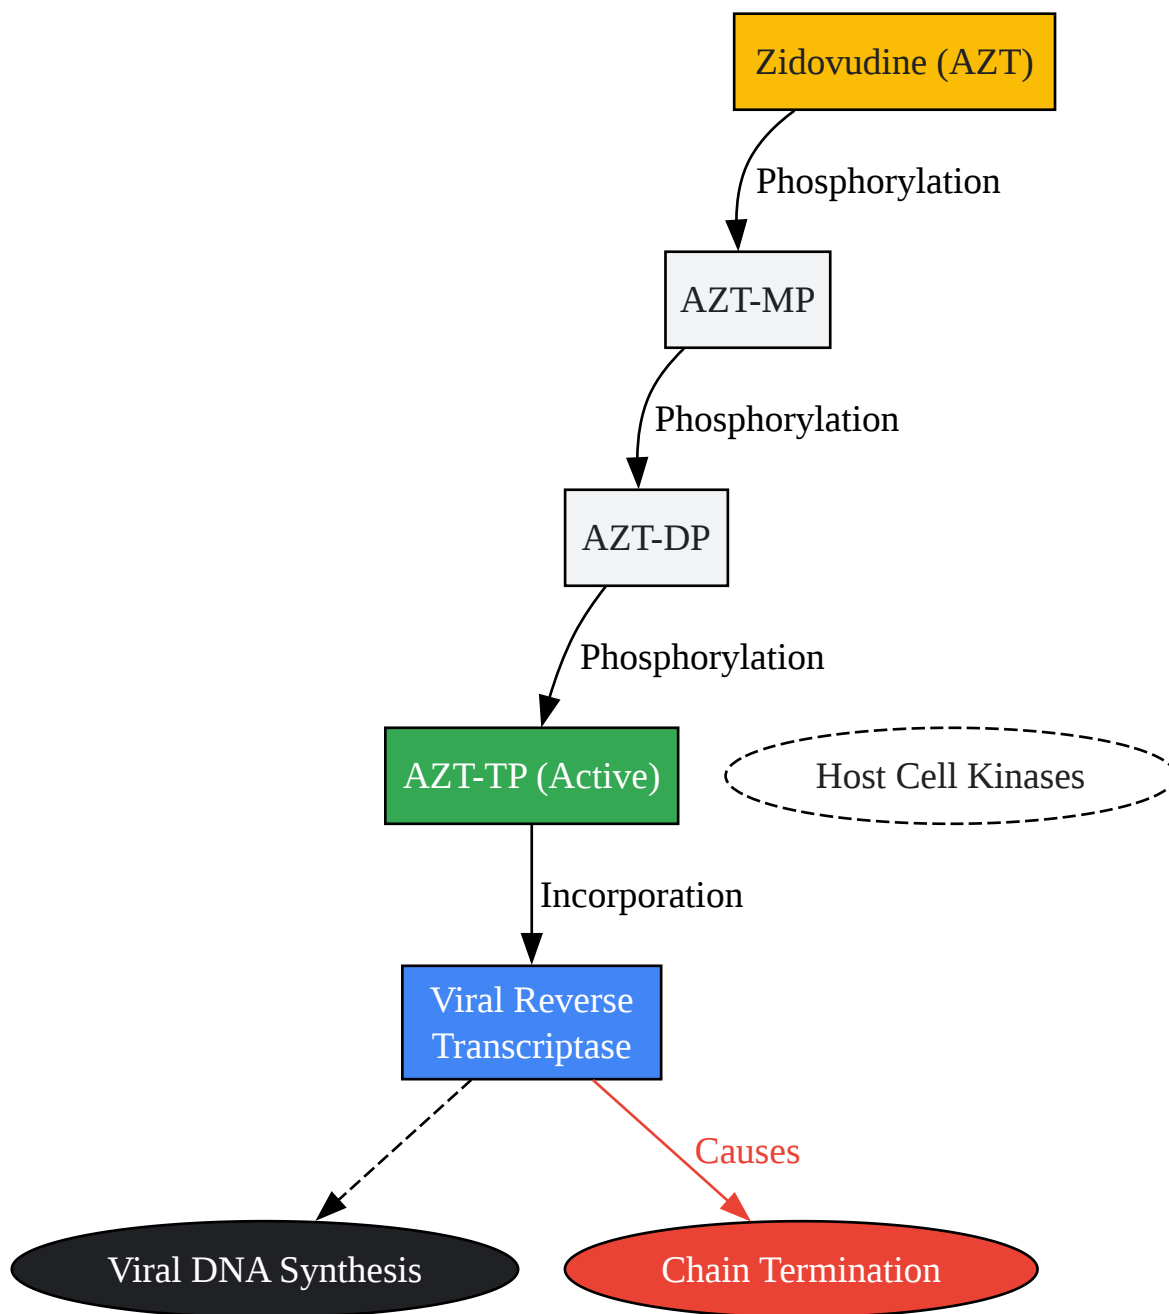 Zidovudine (AZT)
Phosphorylation
AZT-MP
Phosphorylation
AZT-DP
Phosphorylation
AZT-TP (Active)
Host Cell Kinases
Incorporation
Viral Reverse
Transcriptase
Causes
Viral DNA Synthesis
Chain Termination